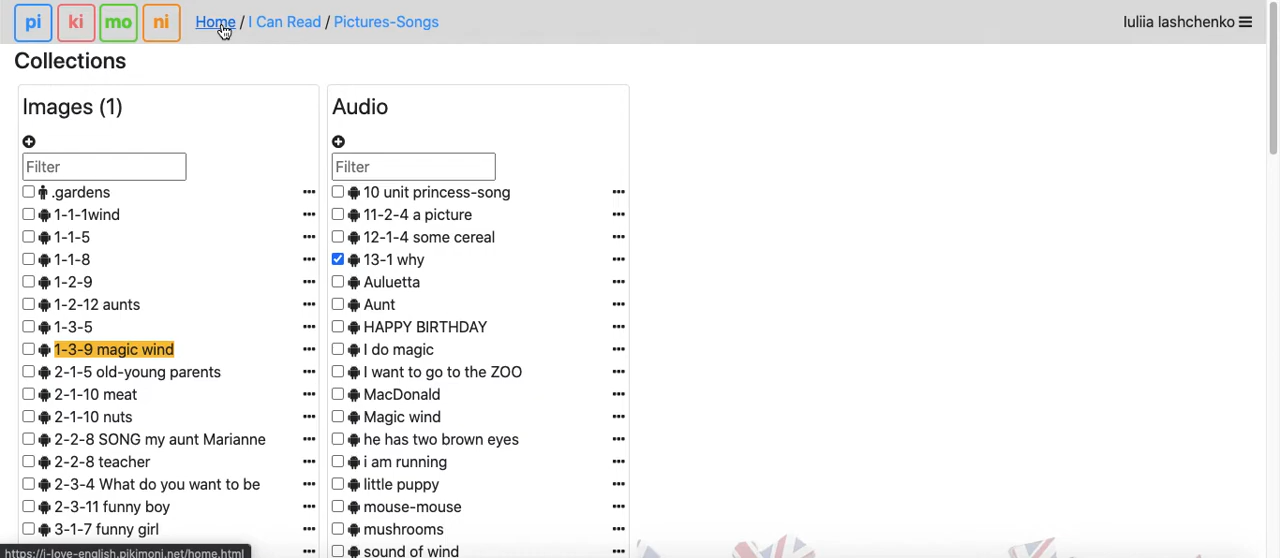 pi ki mo ni Home / I Can Read / Pictures-Songs Iuliia Iashchenko
Collections
Images (1)
Filter
.gardens
1-1-1wind
1-1-5
1-1-8
1-2-9
1-2-12 aunts
1-3-5
1-3-9 magic wind
2-1-5 old-young parents
2-1-10 meat
2-1-10 nuts
2-2-8 SONG my aunt Marianne
2-2-8 teacher
2-3-4 What do you want to be
2-3-11 funny boy
3-1-7 funny girl
Audio
Filter
10 unit princess-song
11-2-4 a picture
12-1-4 some cereal
13-1 why
Auluetta
Aunt
HAPPY BIRTHDAY
I do magic
I want to go to the ZOO
MacDonald
Magic wind
he has two brown eyes
i am running
little puppy
mouse-mouse
mushrooms
sound of wind
https://i-love-english.pikimoni.net/home.html